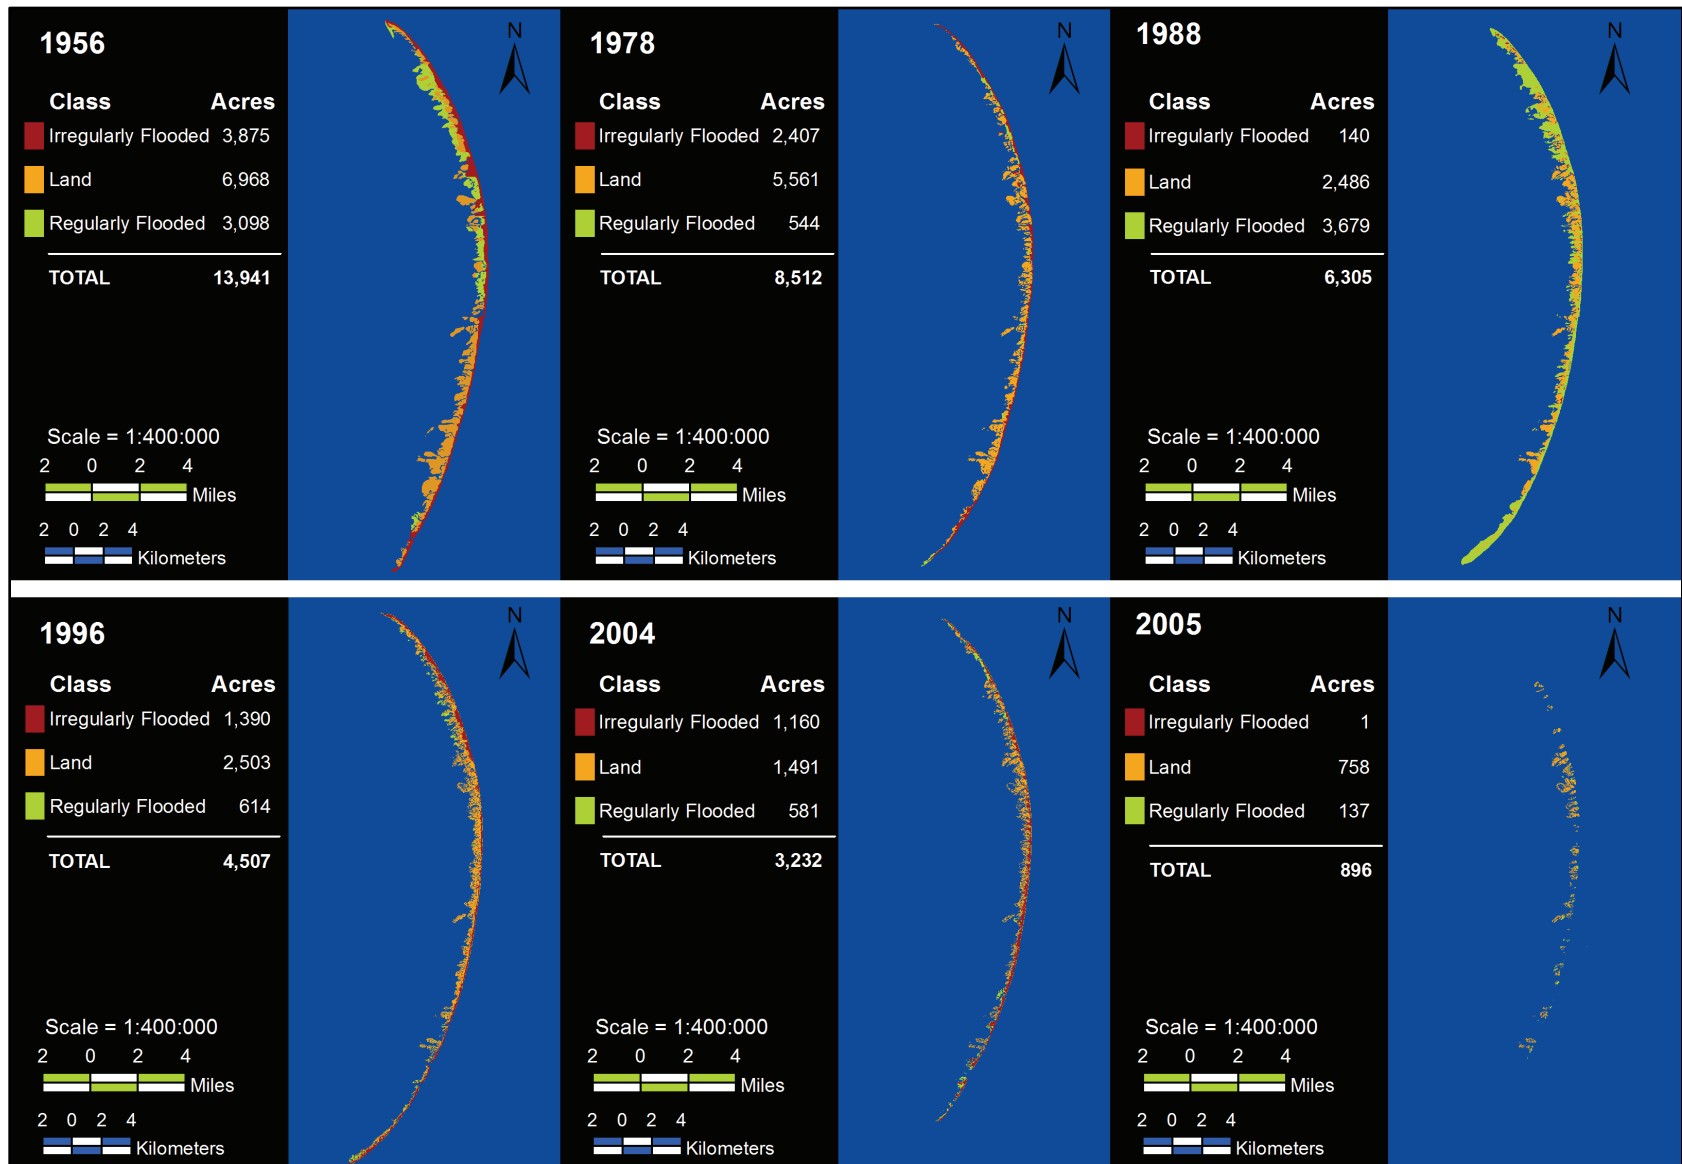 1956
N
Class Acres
Irregularly Flooded 3,875
Land 6,968
Regularly Flooded 3,098
TOTAL 13,941
Scale = 1:400:000
2 0 2 4
Miles
2 0 2 4
Kilometers
1978
N
Class Acres
Irregularly Flooded 2,407
Land 5,561
Regularly Flooded 544
TOTAL 8,512
Scale = 1:400:000
2 0 2 4
Miles
2 0 2 4
Kilometers
1988
N
Class Acres
Irregularly Flooded 140
Land 2,486
Regularly Flooded 3,679
TOTAL 6,305
Scale = 1:400:000
2 0 2 4
Miles
2 0 2 4
Kilometers
1996
N
Class Acres
Irregularly Flooded 1,390
Land 2,503
Regularly Flooded 614
TOTAL 4,507
Scale = 1:400:000
2 0 2 4
Miles
2 0 2 4
Kilometers
2004
N
Class Acres
Irregularly Flooded 1,160
Land 1,491
Regularly Flooded 581
TOTAL 3,232
Scale = 1:400:000
2 0 2 4
Miles
2 0 2 4
Kilometers
2005
N
Class Acres
Irregularly Flooded 1
Land 758
Regularly Flooded 137
TOTAL 896
Scale = 1:400:000
2 0 2 4
Miles
2 0 2 4
Kilometers